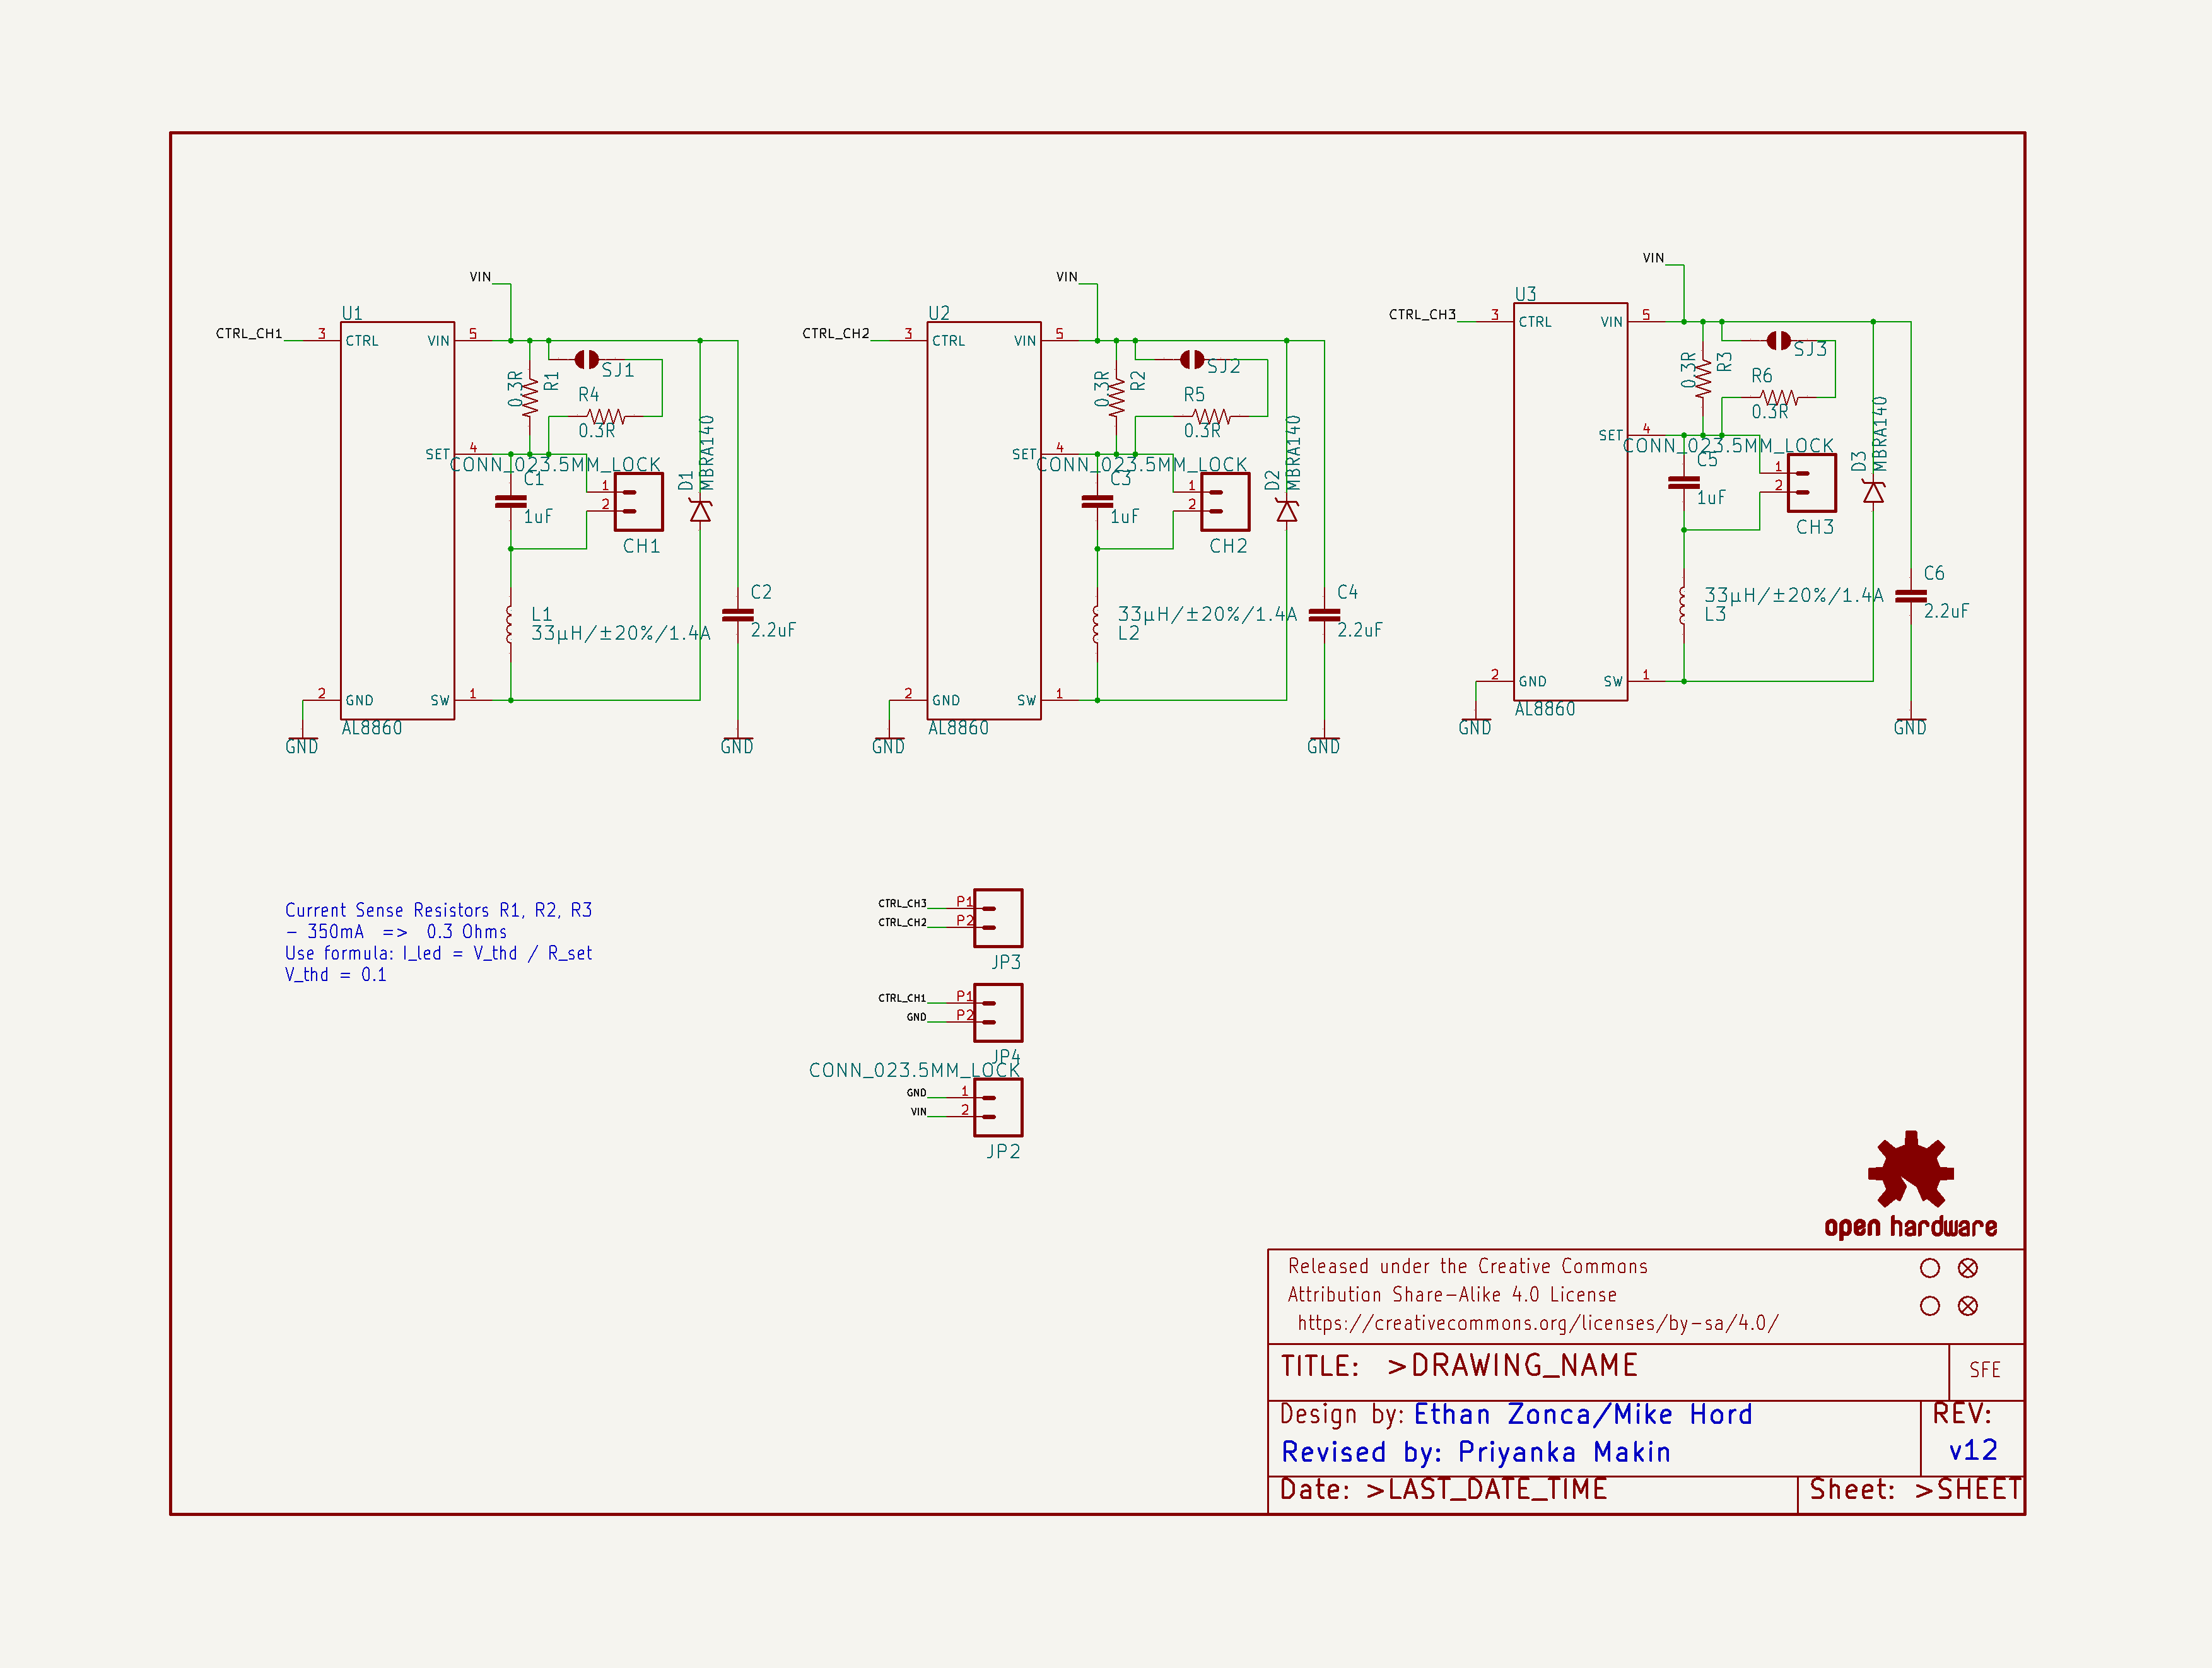 VIN
U1
CTRL_CH1 3 CTRL VIN 5
SJ1
0.3R R1
R4
0.3R
SET 4
CONN_023.5MM_LOCK
C1
1uF
1
2
CH1
D1 MBRA140
L1
33µH/±20%/1.4A
C2
2.2uF
2 GND SW 1
AL8860
GND
GND
VIN
U2
CTRL_CH2 3 CTRL VIN 5
SJ2
0.3R R2
R5
0.3R
SET 4
CONN_023.5MM_LOCK
C3
1uF
1
2
CH2
D2 MBRA140
33µH/±20%/1.4A
L2
C4
2.2uF
2 GND SW 1
AL8860
GND
GND
VIN
U3
CTRL_CH3 3 CTRL VIN 5
SJ3
0.3R R3
R6
0.3R
SET 4
CONN_023.5MM_LOCK
C5
1uF
1
2
CH3
D3 MBRA140
33µH/±20%/1.4A
L3
C6
2.2uF
2 GND SW 1
AL8860
GND
GND
Current Sense Resistors R1, R2, R3
- 350mA => 0.3 Ohms
Use formula: I_led = V_thd / R_set
V_thd = 0.1
CTRL_CH3 P1
CTRL_CH2 P2
JP3
CTRL_CH1 P1
GND P2
JP4
CONN_023.5MM_LOCK
GND 1
VIN 2
JP2
open hardware
Released under the Creative Commons
Attribution Share-Alike 4.0 License
https://creativecommons.org/licenses/by-sa/4.0/
TITLE: >DRAWING_NAME
SFE
Design by: Ethan Zonca/Mike Hord
REV:
Revised by: Priyanka Makin
v12
Date: >LAST_DATE_TIME
Sheet: >SHEET